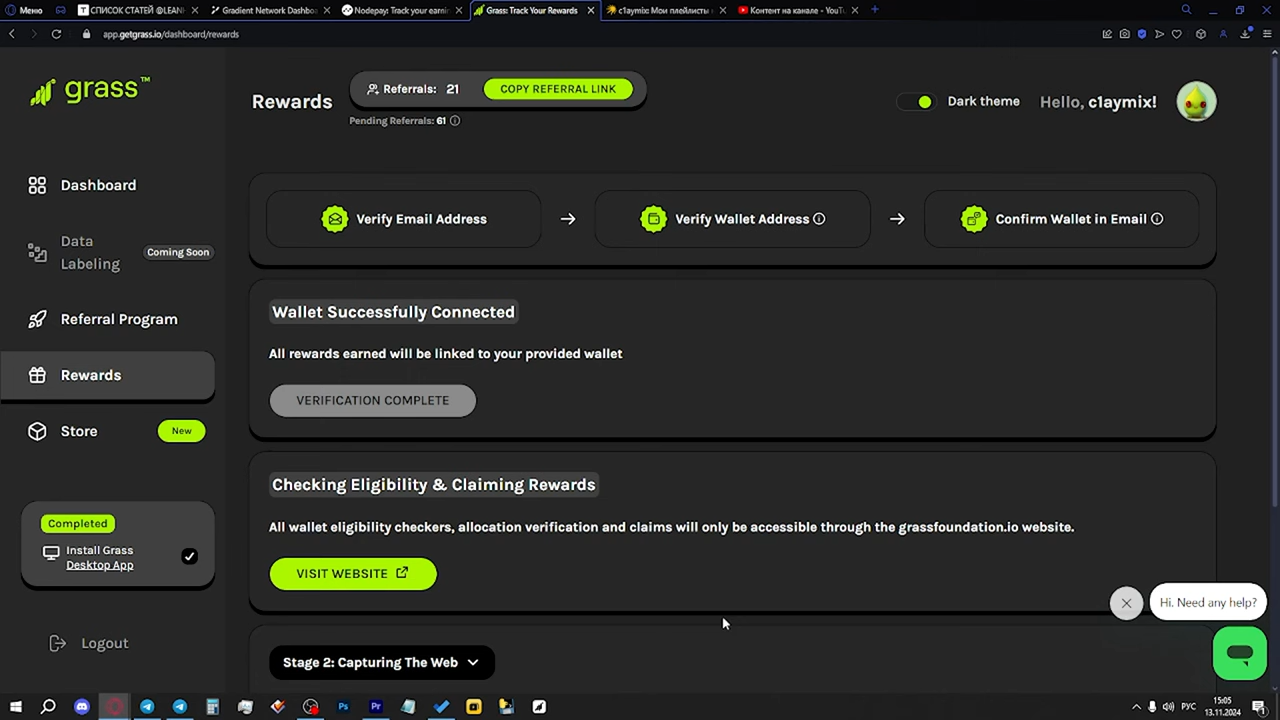 Меню
СПИСОК СТАТЕЙ @LEAN
Gradient Network Dashboa
Nodepay: Track your earnin
Grass: Track Your Rewards
c1aymix: Мои плейлисты
Контент на канале - YouTu
app.getgrass.io/dashboard/rewards
grass™
Rewards
Referrals: 21
COPY REFERRAL LINK
Pending Referrals: 61
Dark theme
Hello, c1aymix!
Dashboard
Data
Labeling
Coming Soon
Referral Program
Rewards
Store
New
Completed
Install Grass
Desktop App
Logout
Verify Email Address
Verify Wallet Address
Confirm Wallet in Email
Wallet Successfully Connected
All rewards earned will be linked to your provided wallet
VERIFICATION COMPLETE
Checking Eligibility & Claiming Rewards
All wallet eligibility checkers, allocation verification and claims will only be accessible through the grassfoundation.io website.
VISIT WEBSITE
Hi. Need any help?
Stage 2: Capturing The Web
Ps
Pr
РУС
15:05
13.11.2024
1